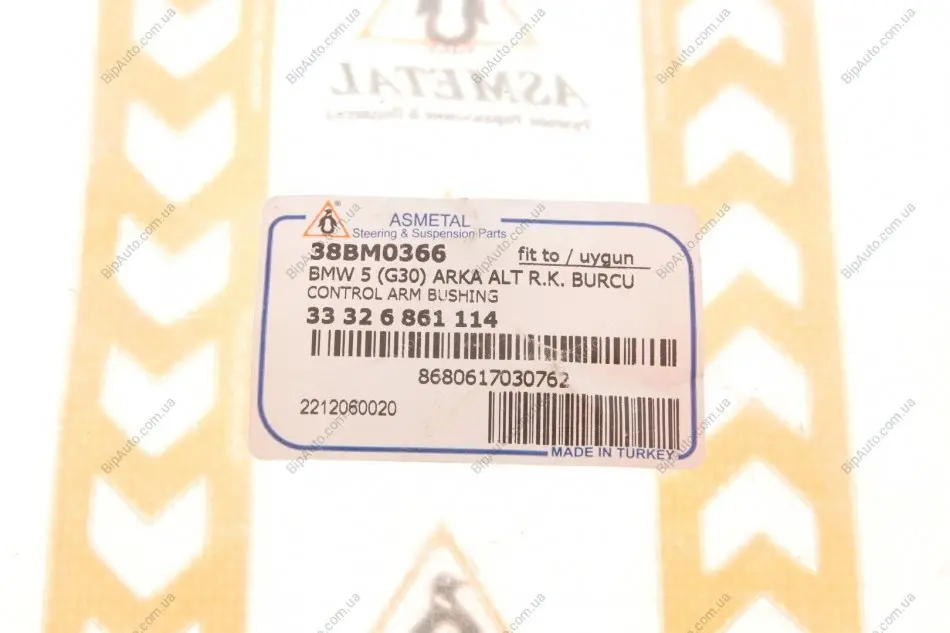 ASMETAL
ASMETAL
Steering & Suspension Parts
38BM0366 fit to / uygun
BMW 5 (G30) ARKA ALT R.K. BURCU
CONTROL ARM BUSHING
33 32 6 861 114
8680617030762
2212060020
MADE IN TURKEY
BipAuto.com.ua